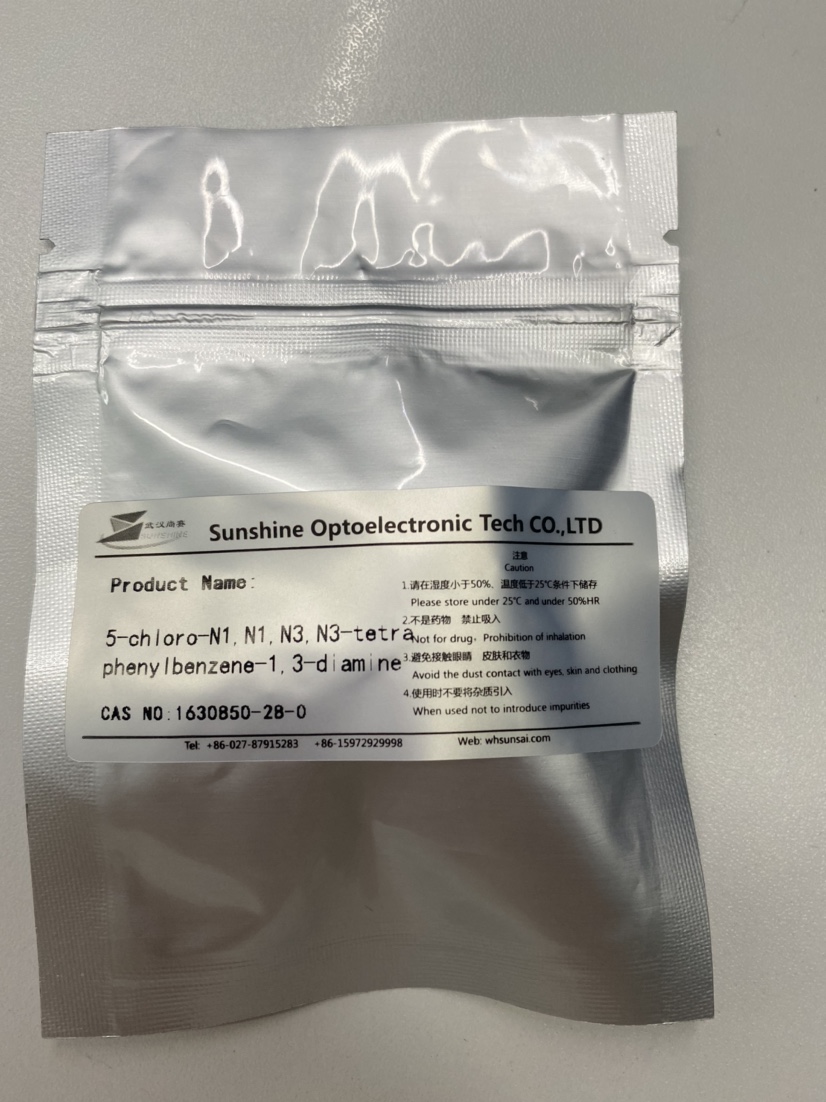 武汉尚赛
SUNSHINE
Sunshine Optoelectronic Tech CO.,LTD
Product Name:
5-chloro-N1,N1,N3,N3-tetra
phenylbenzene-1,3-diamine
CAS NO:1630850-28-0
注意
Caution
1.请在湿度小于50%、温度低于25℃条件下储存
Please store under 25℃ and under 50%HR
2.不是药物 禁止吸入
Not for drug, Prohibition of inhalation
3.避免接触眼睛 皮肤和衣物
Avoid the dust contact with eyes, skin and clothing
4.使用时不要将杂质引入
When used not to introduce impurities
Tel: +86-027-87915283 +86-15972929998 Web: whsunsai.com